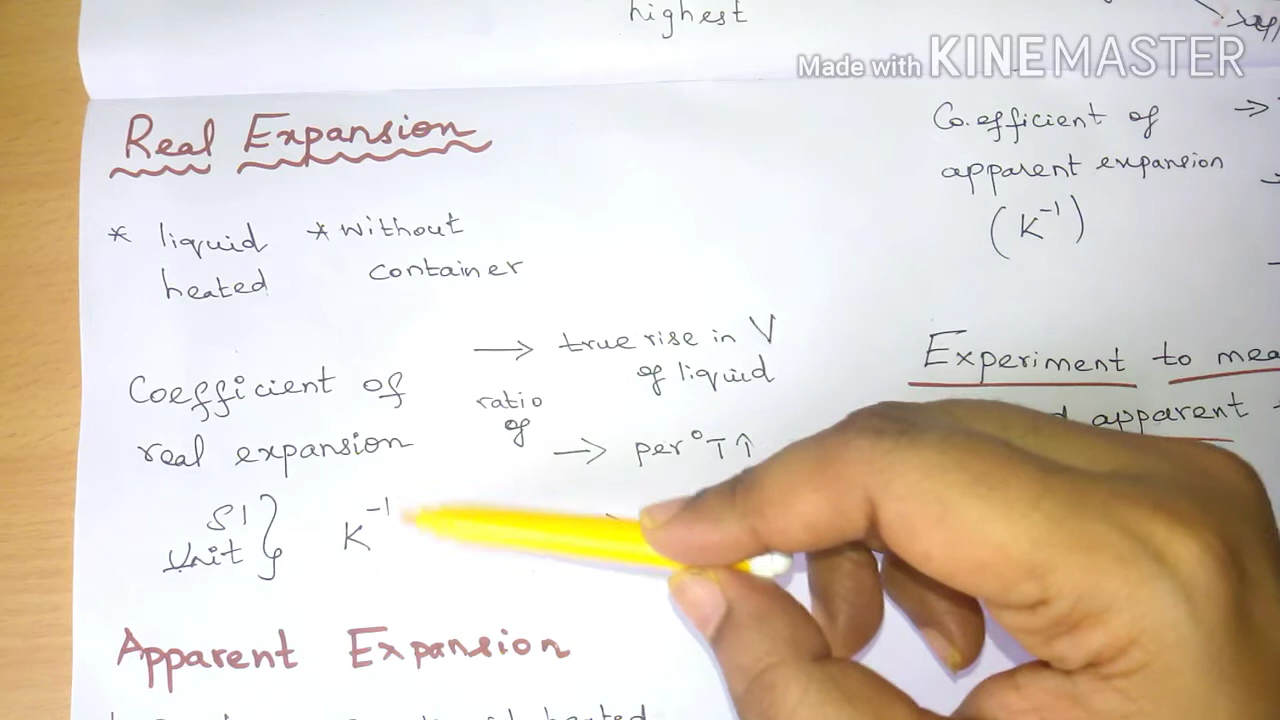 highest
Made with KINEMASTER
Real Expansion
* liquid * without
heated container
Coefficient of
real expansion
ratio
of
→ true rise in V
of liquid
→ per °T↑
SI
Unit } K⁻¹
Apparent Expansion
Co.efficient of ⇒
apparent expansion
(K⁻¹)
Experiment to mea
apparent